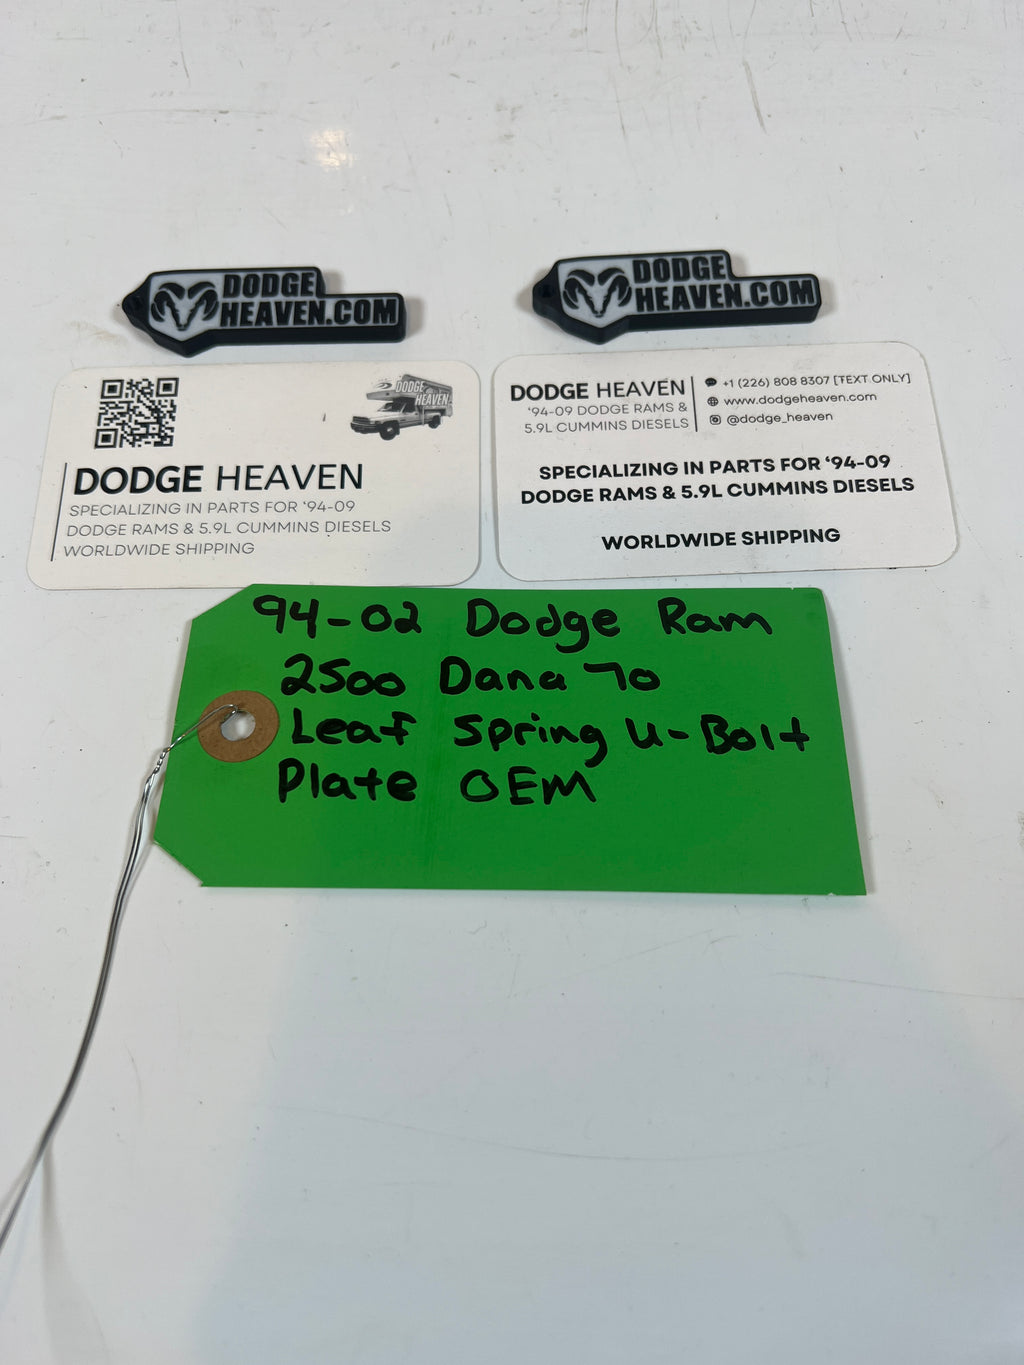 DODGE
HEAVEN.COM
DODGE
HEAVEN.COM
DODGE
HEAVEN
DODGE HEAVEN
SPECIALIZING IN PARTS FOR ‘94-09
DODGE RAMS & 5.9L CUMMINS DIESELS
WORLDWIDE SHIPPING
DODGE HEAVEN
‘94-09 DODGE RAMS &
5.9L CUMMINS DIESELS
+1 (226) 808 8307 [TEXT ONLY]
www.dodgeheaven.com
@dodge_heaven
SPECIALIZING IN PARTS FOR ‘94-09
DODGE RAMS & 5.9L CUMMINS DIESELS
WORLDWIDE SHIPPING
94-02 Dodge Ram
2500 Dana 70
Leaf Spring U-Bolt
Plate OEM